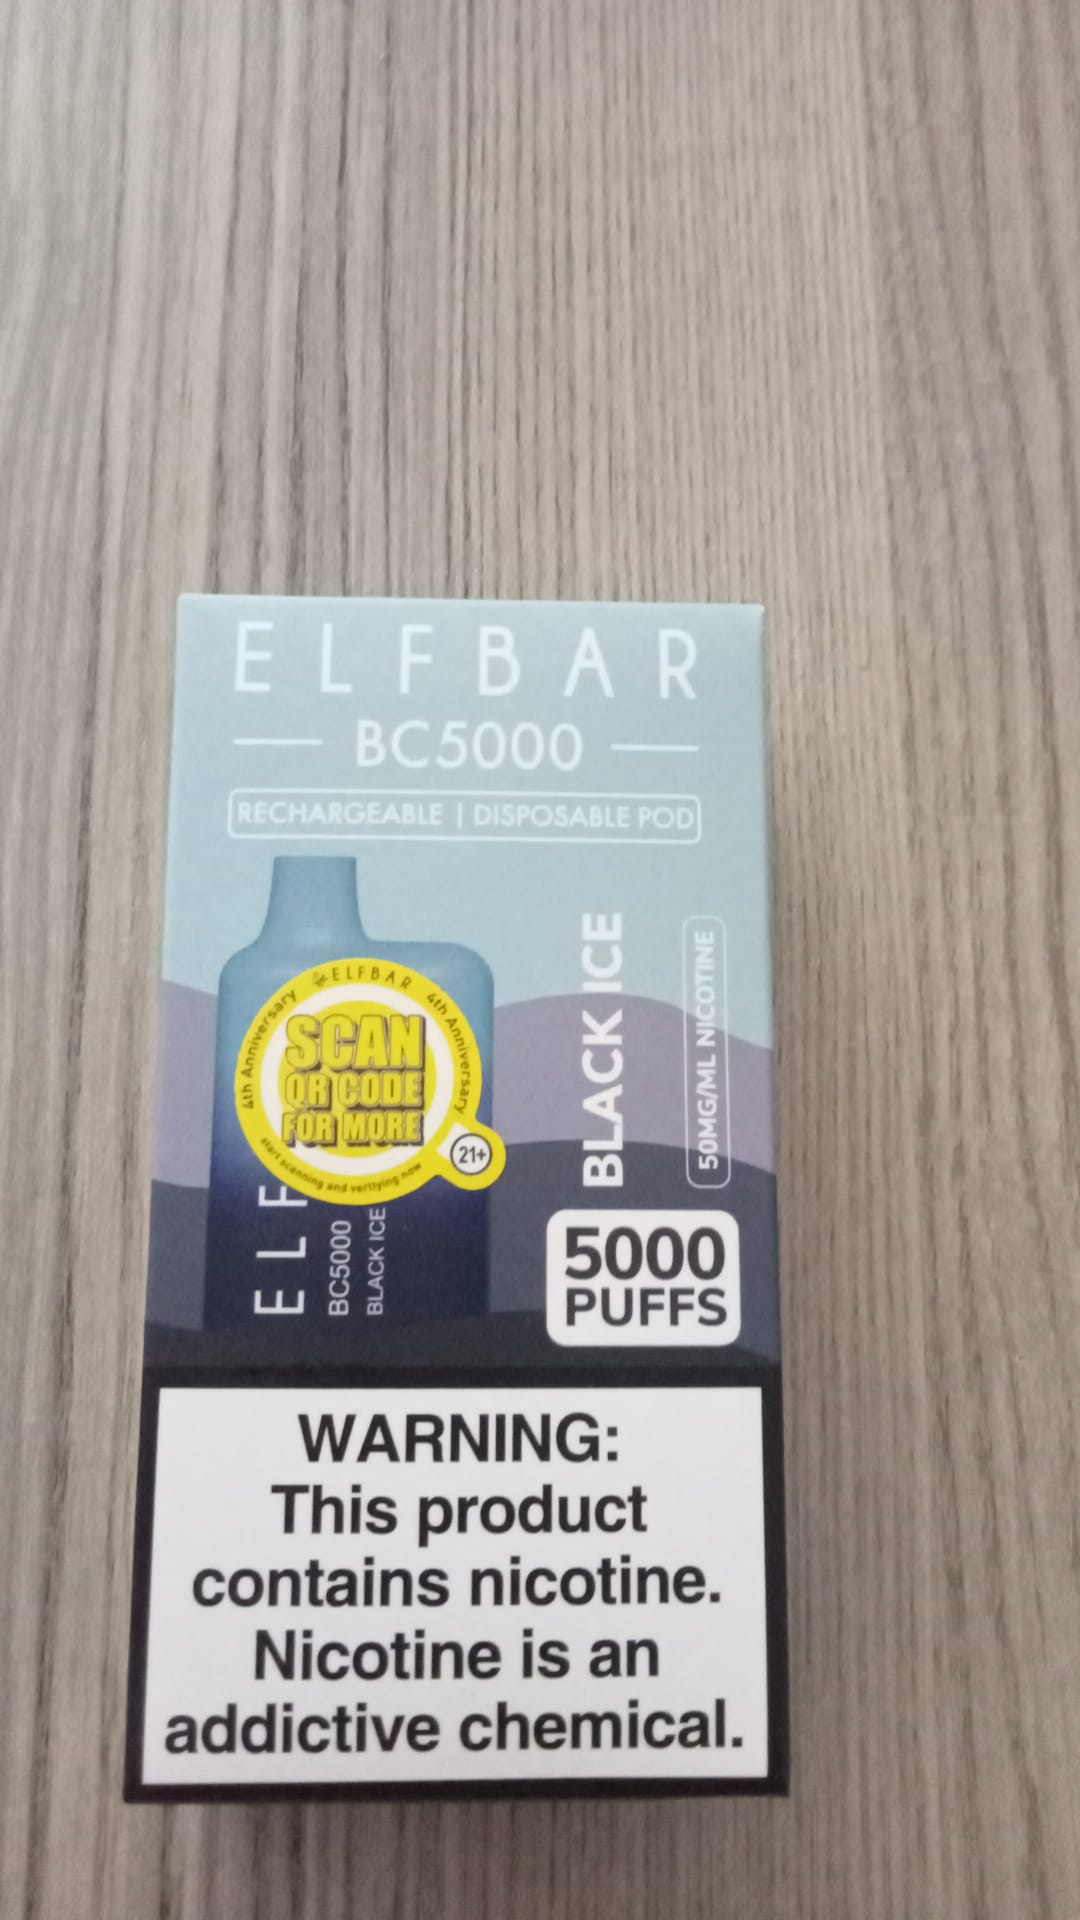 ELFBAR
BC5000
RECHARGEABLE | DISPOSABLE POD
BLACK ICE
50MG/ML NICOTINE
ELFBAR
4th Anniversary
4th Anniversary
SCAN
QR CODE
FOR MORE
start scanning and verifying now
21+
ELF
BC5000
BLACK ICE
5000
PUFFS
WARNING:
This product
contains nicotine.
Nicotine is an
addictive chemical.